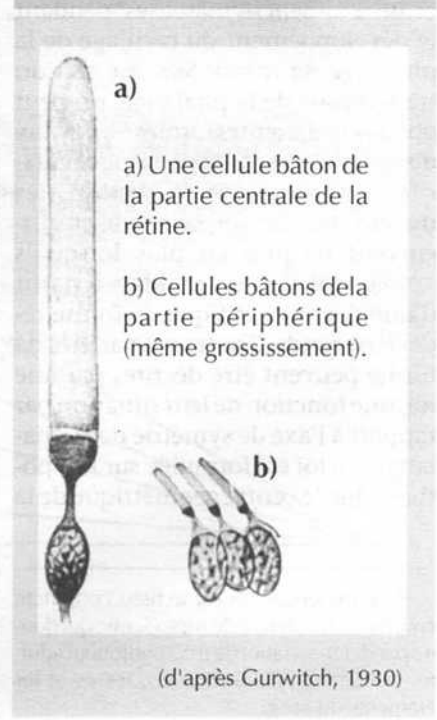 a)
a) Une cellule bâton de
la partie centrale de la
rétine.
b) Cellules bâtons dela
partie périphérique
(même grossissement).
b)
(d'après Gurwitch, 1930)